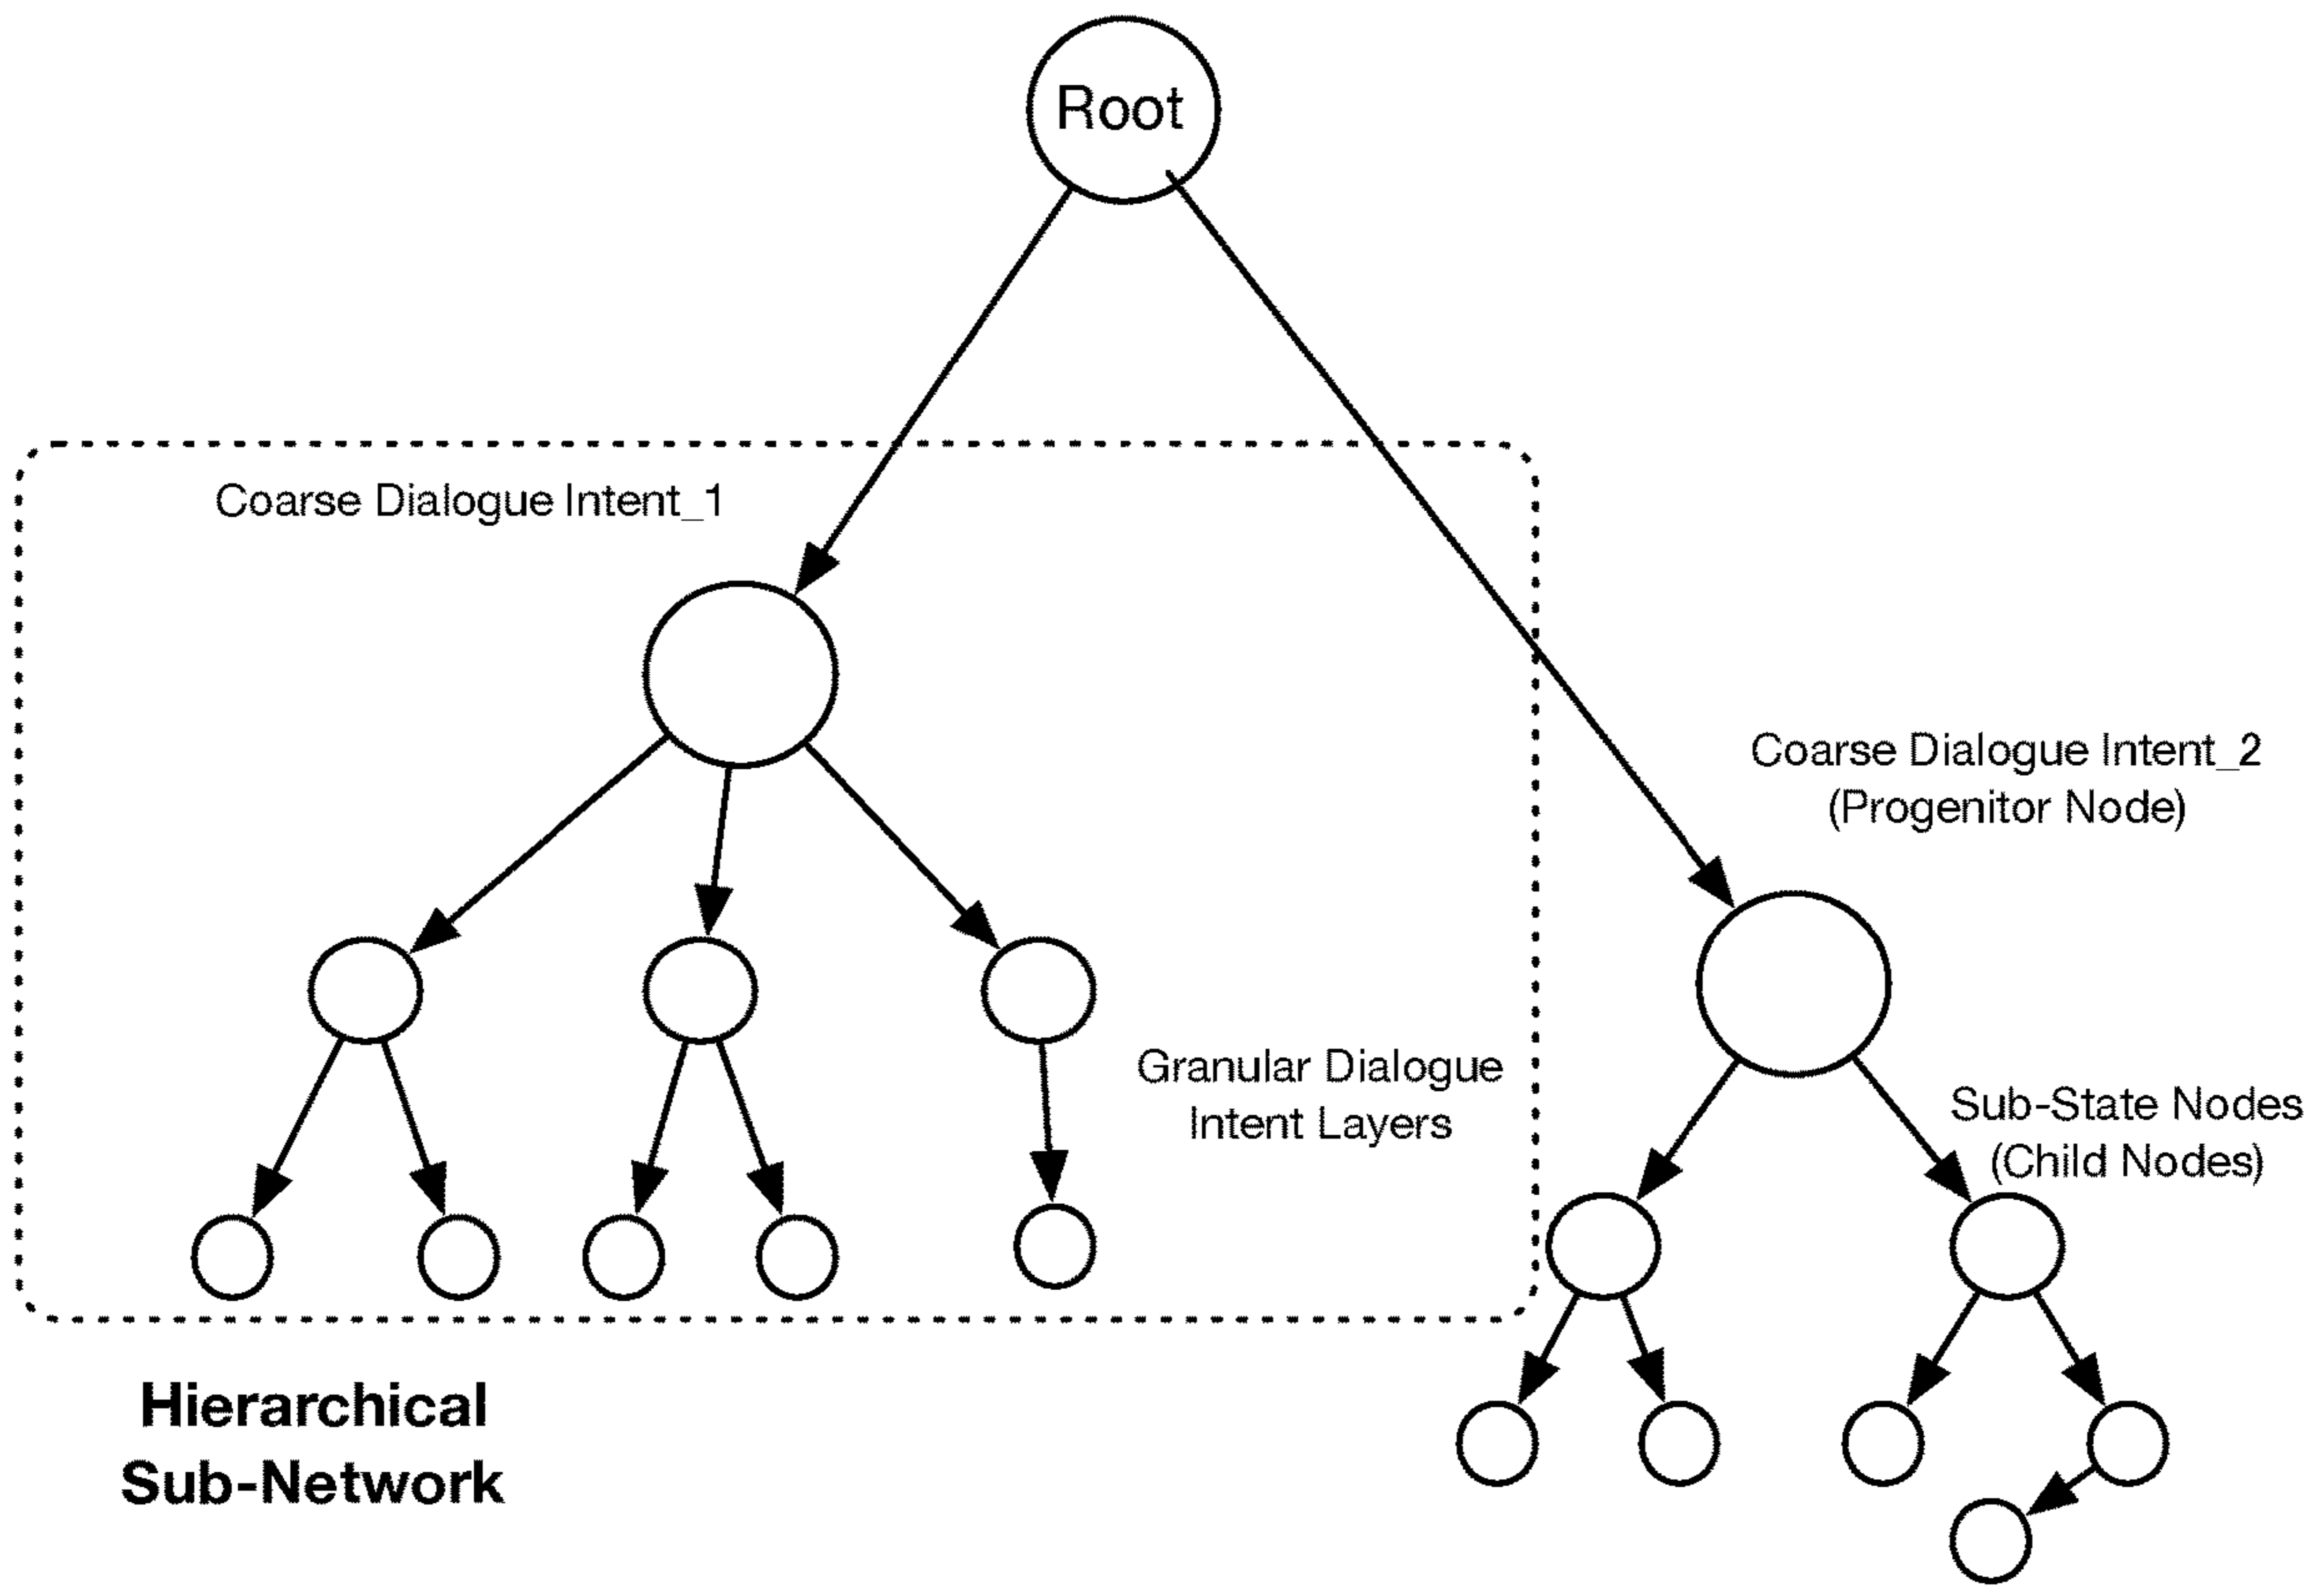 Root
Coarse Dialogue Intent_1
Coarse Dialogue Intent_2
(Progenitor Node)
Granular Dialogue
Intent Layers
Sub-State Nodes
(Child Nodes)
Hierarchical
Sub-Network